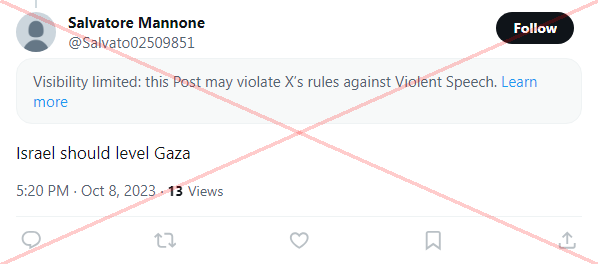 Salvatore Mannone
@Salvato02509851
Follow
Visibility limited: this Post may violate X's rules against Violent Speech. Learn
more
Israel should level Gaza
5:20 PM · Oct 8, 2023 · 13 Views